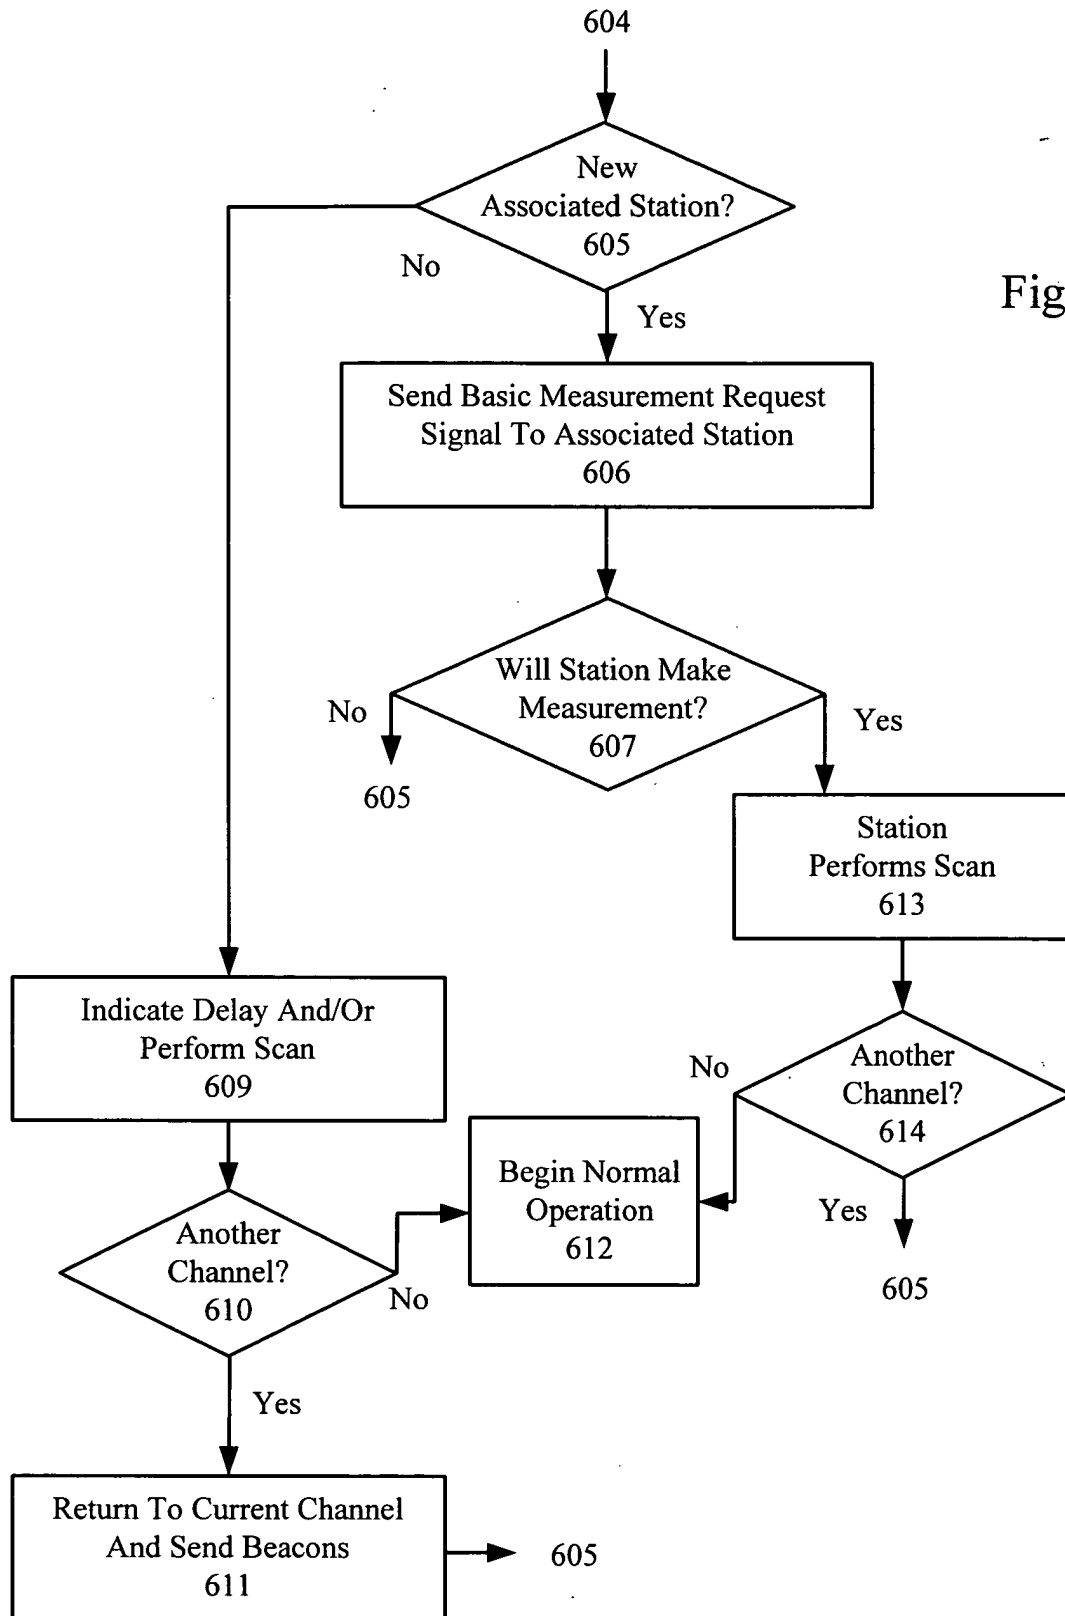 604
New
Associated Station?
605
No
Yes
Fig
Send Basic Measurement Request
Signal To Associated Station
606
Will Station Make
Measurement?
607
No
Yes
605
Station
Performs Scan
613
Indicate Delay And/Or
Perform Scan
609
Another
Channel?
614
No
Yes
605
Begin Normal
Operation
612
Another
Channel?
610
No
Yes
Return To Current Channel
And Send Beacons
611
605